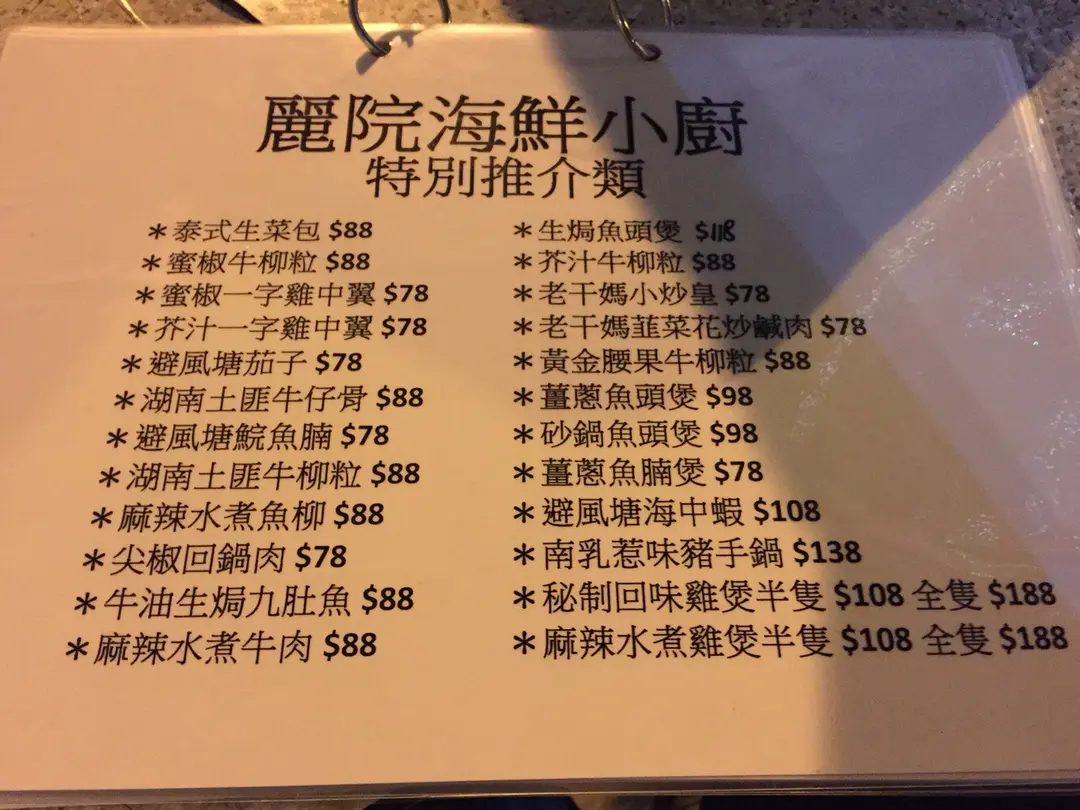 麗院海鮮小廚
特別推介類
＊泰式生菜包 $88
＊蜜椒牛柳粒 $88
＊蜜椒一字雞中翼 $78
＊芥汁一字雞中翼 $78
＊避風塘茄子 $78
＊湖南土匪牛仔骨 $88
＊避風塘鯇魚腩 $78
＊湖南土匪牛柳粒 $88
＊麻辣水煮魚柳 $88
＊尖椒回鍋肉 $78
＊牛油生焗九肚魚 $88
＊麻辣水煮牛肉 $88
＊生焗魚頭煲 $118
＊芥汁牛柳粒 $88
＊老干媽小炒皇 $78
＊老干媽韮菜花炒鹹肉 $78
＊黃金腰果牛柳粒 $88
＊薑蔥魚頭煲 $98
＊砂鍋魚頭煲 $98
＊薑蔥魚腩煲 $78
＊避風塘海中蝦 $108
＊南乳惹味豬手鍋 $138
＊秘制回味雞煲半隻 $108 全隻 $188
＊麻辣水煮雞煲半隻 $108 全隻 $188